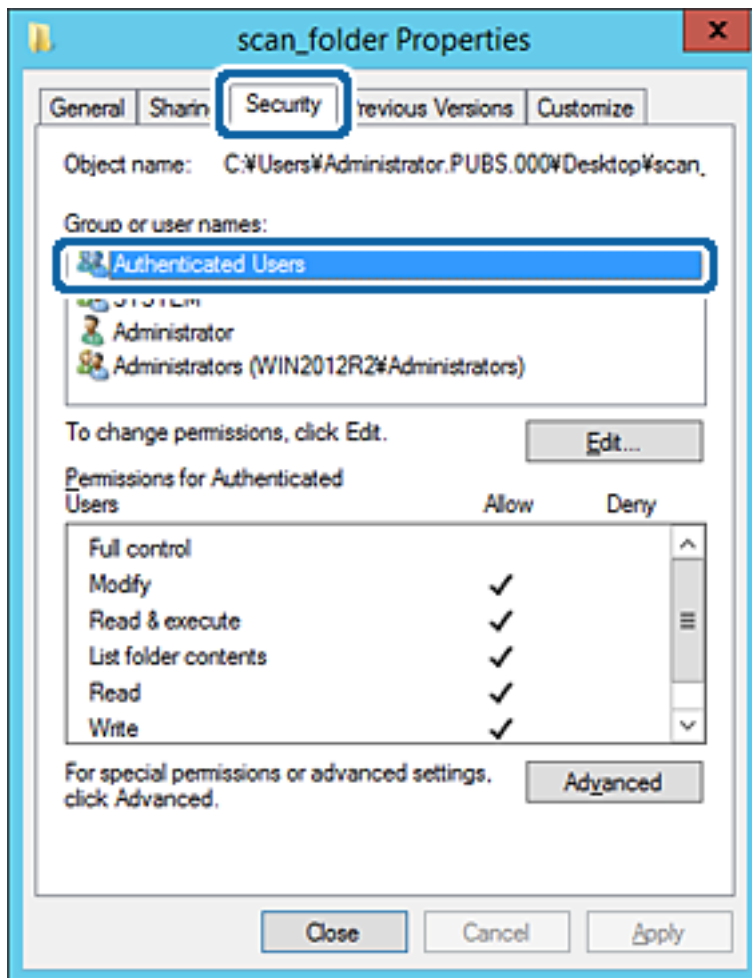 scan_folder Properties
General Sharin Security revious Versions Customize
Object name: C:¥Users¥Administrator.PUBS.000¥Desktop¥scan_
Group or user names:
Authenticated Users
SYSTEM
Administrator
Administrators (WIN2012R2¥Administrators)
To change permissions, click Edit.
Edit...
Permissions for Authenticated
Users Allow Deny
Full control
Modify
Read & execute
List folder contents
Read
Write
For special permissions or advanced settings,
click Advanced.
Advanced
Close Cancel Apply